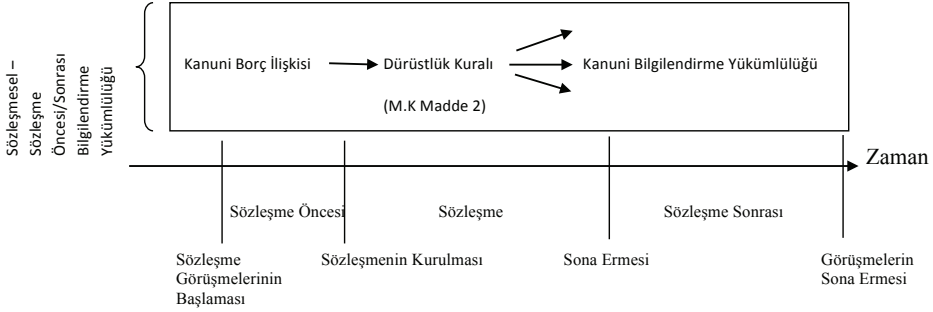 Sözleşmesel –
Sözleşme
Öncesi/Sonrası
Bilgilendirme
Yükümlülüğü
Kanuni Borç İlişkisi
Dürüstlük Kuralı
Kanuni Bilgilendirme Yükümlülüğü
(M.K Madde 2)
Zaman
Sözleşme Öncesi
Sözleşme
Sözleşme Sonrası
Sözleşme
Görüşmelerinin
Başlaması
Sözleşmenin Kurulması
Sona Ermesi
Görüşmelerin
Sona Ermesi